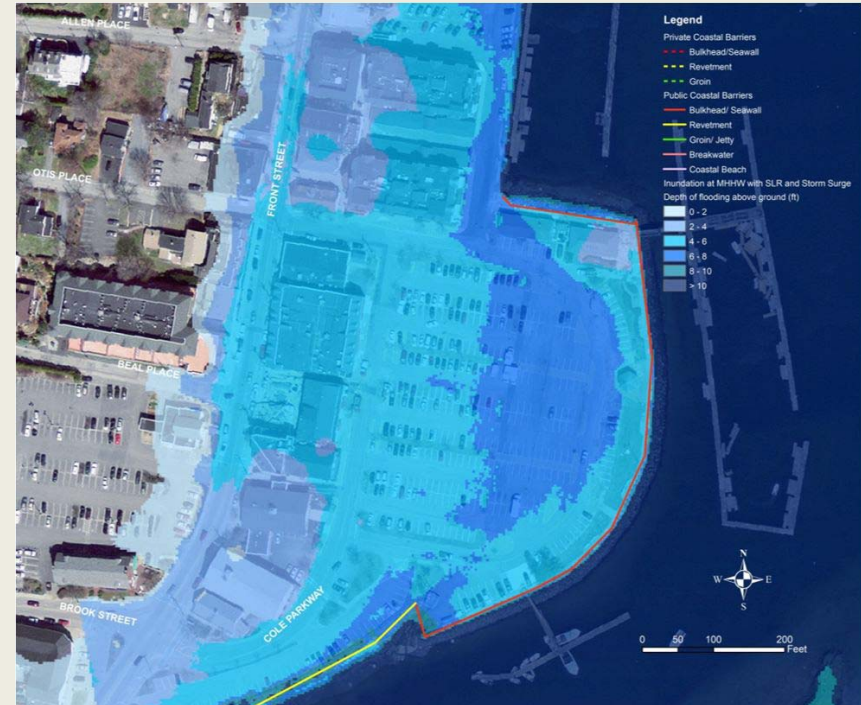 ALLEN PLACE
OTIS PLACE
FRONT STREET
BEAL PLACE
BROOK STREET
COLE PARKWAY
Legend
Private Coastal Barriers
Bulkhead/Seawall
Revetment
Groin
Public Coastal Barriers
Bulkhead/ Seawall
Revetment
Groin/ Jetty
Breakwater
Coastal Beach
Inundation at MHHW with SLR and Storm Surge
Depth of flooding above ground (ft)
0 - 2
2 - 4
4 - 6
6 - 8
8 - 10
> 10
N
W E
S
0 50 100 200
Feet